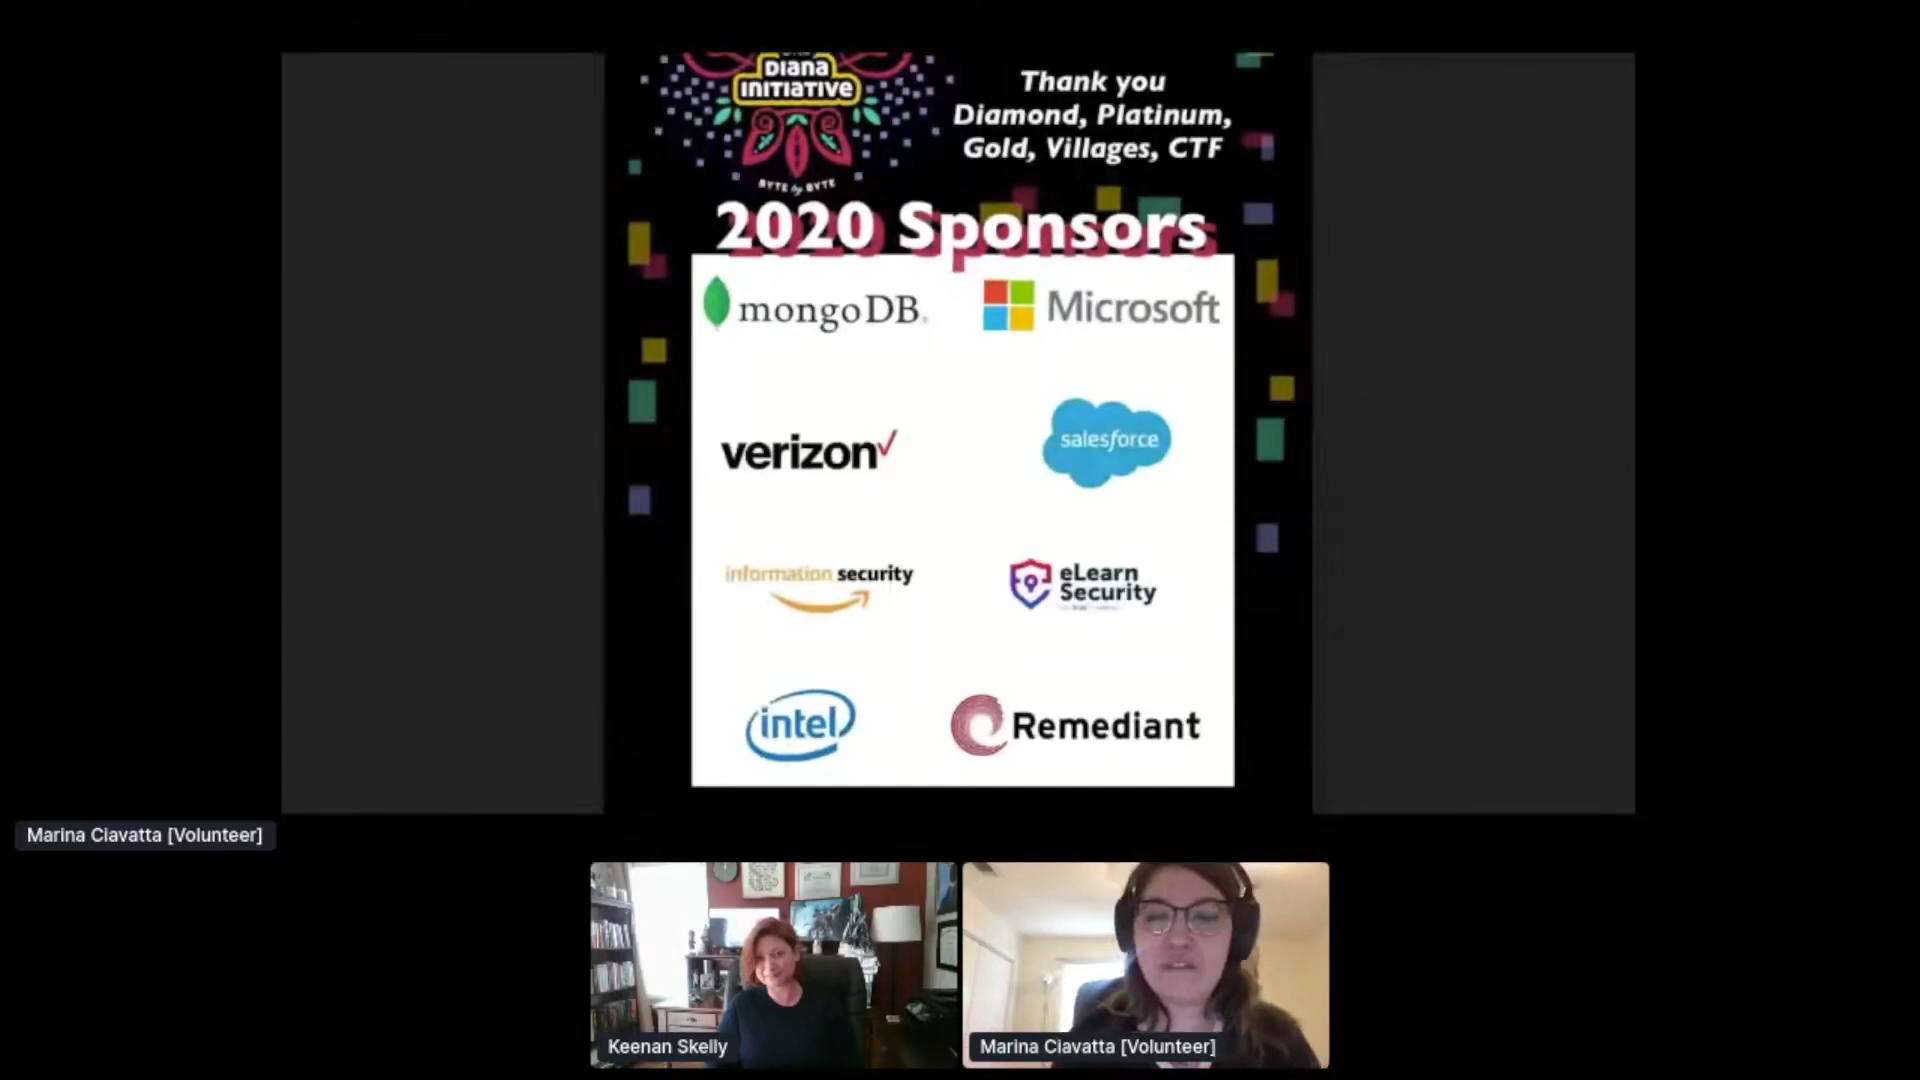 Diana
INITIATIVE
BYTE by BYTE
Thank you
Diamond, Platinum,
Gold, Villages, CTF
2020 Sponsors
mongoDB®
Microsoft
verizon✓
salesforce
information security
eLearn
Security
intel
Remediant
Marina Ciavatta [Volunteer]
Keenan Skelly
Marina Ciavatta [Volunteer]